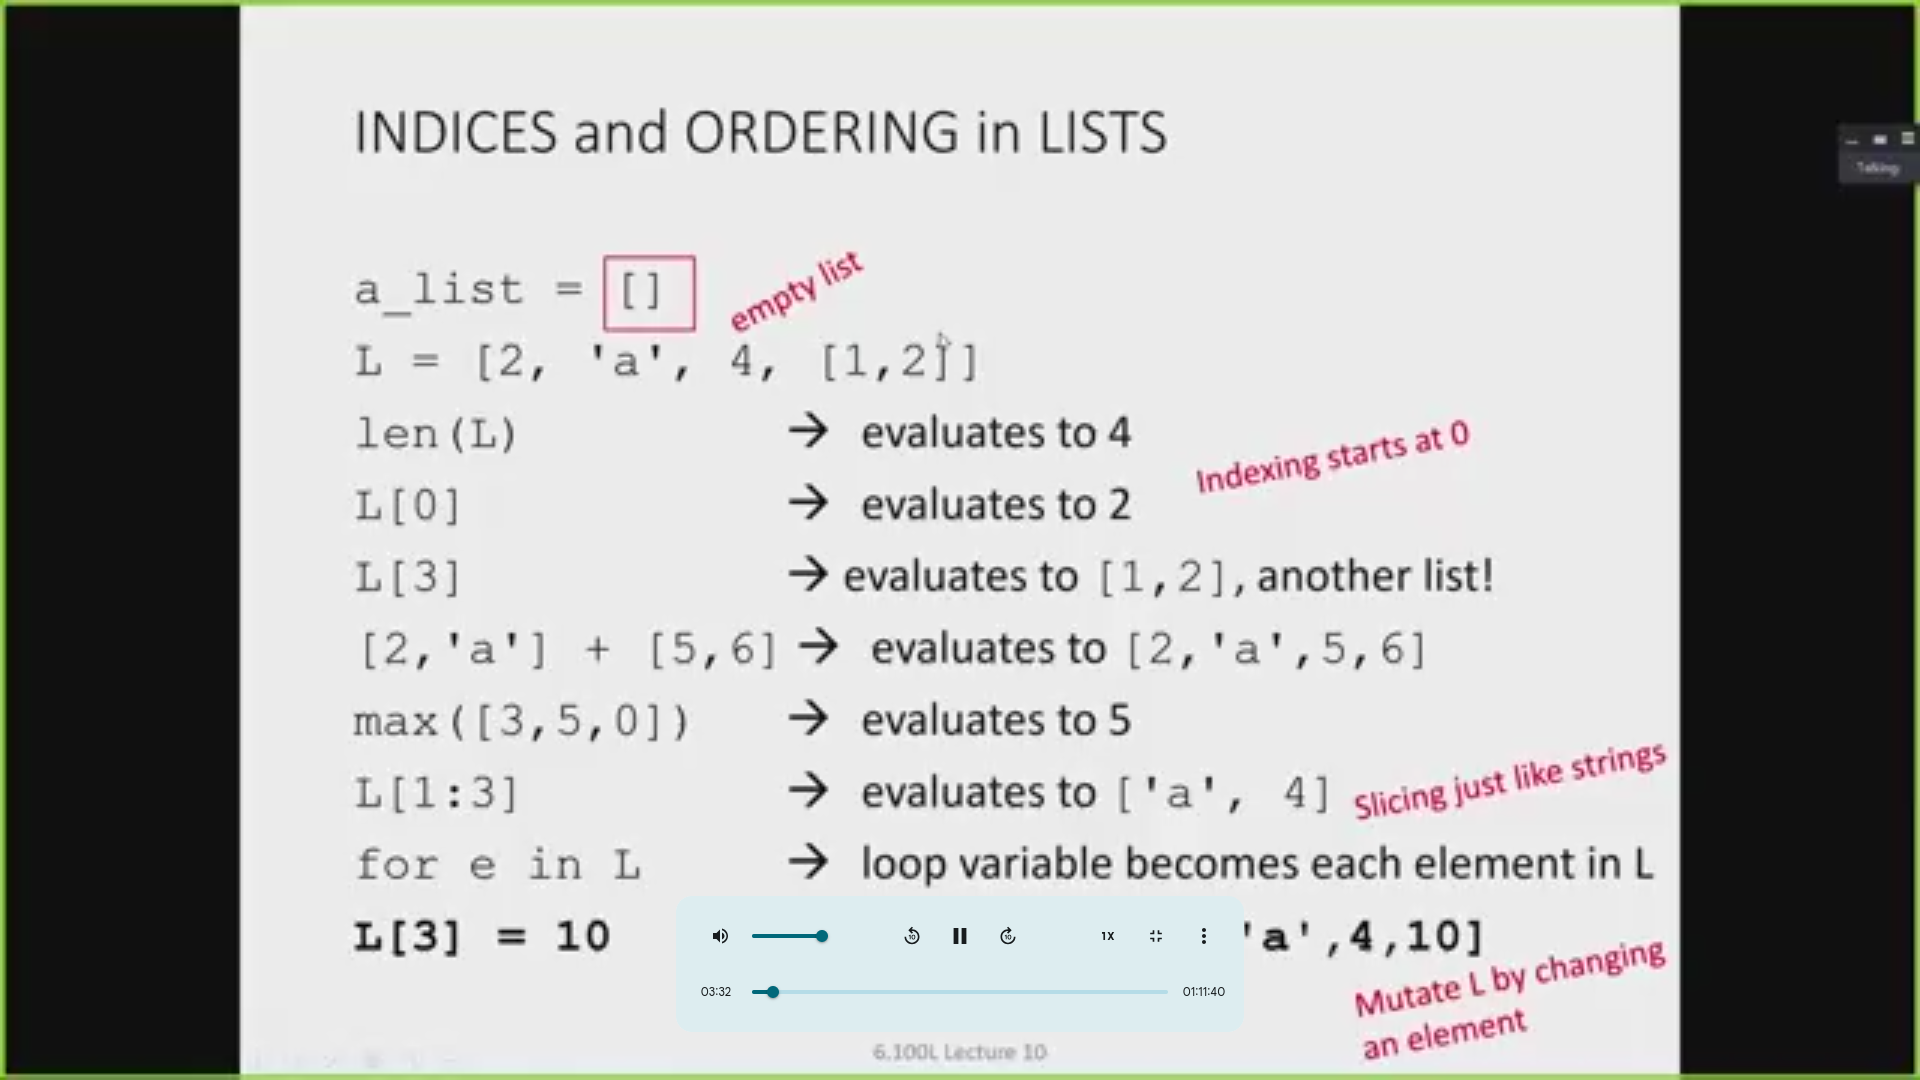 Talking:
INDICES and ORDERING in LISTS
a_list = []
empty list
L = [2, 'a', 4, [1,2]]
len(L) → evaluates to 4
Indexing starts at 0
L[0] → evaluates to 2
L[3] → evaluates to [1,2], another list!
[2,'a'] + [5,6] → evaluates to [2,'a',5,6]
max([3,5,0]) → evaluates to 5
L[1:3] → evaluates to ['a', 4]
Slicing just like strings
for e in L → loop variable becomes each element in L
L[3] = 10 'a',4,10]
Mutate L by changing
an element
10 10 1X
03:32 01:11:40
6.100L Lecture 10